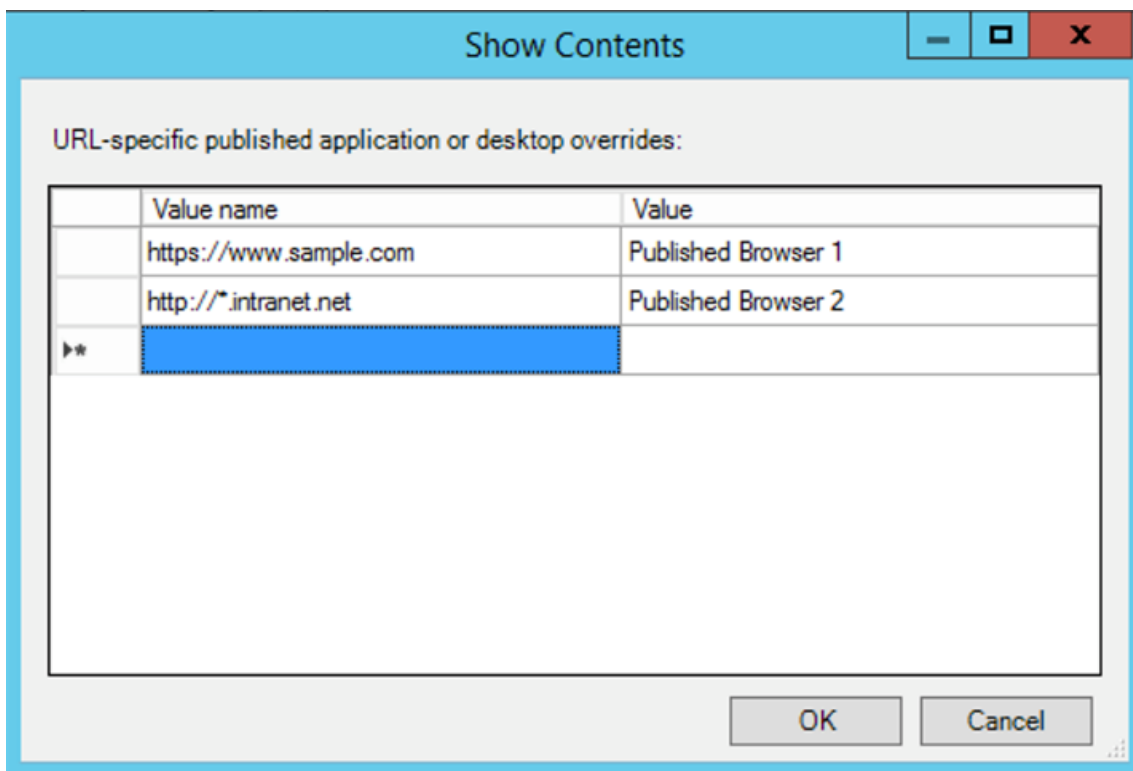 Show Contents
URL-specific published application or desktop overrides:
Value name Value
https://www.sample.com Published Browser 1
http://*.intranet.net Published Browser 2
OK Cancel